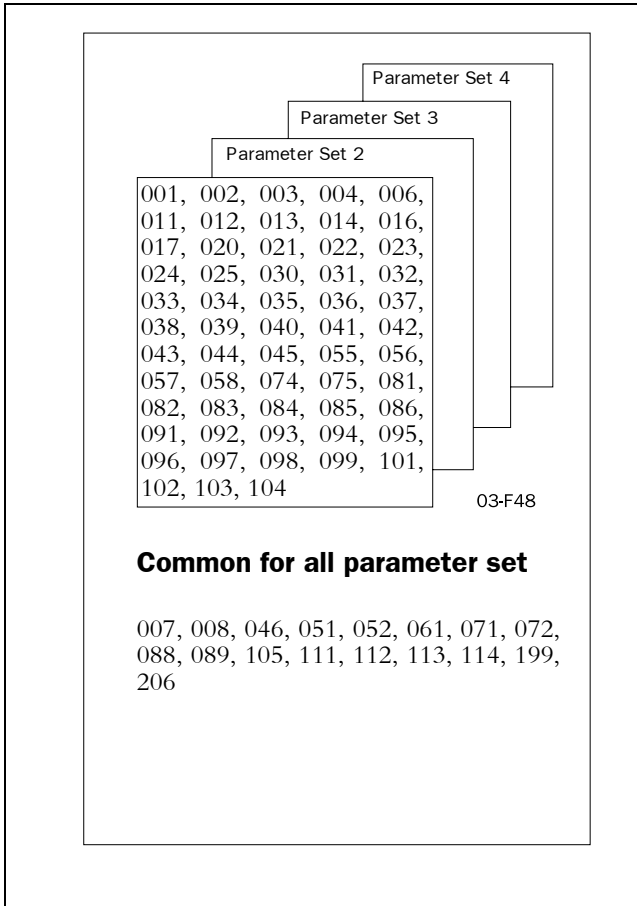 Parameter Set 4
Parameter Set 3
Parameter Set 2
001, 002, 003, 004, 006,
011, 012, 013, 014, 016,
017, 020, 021, 022, 023,
024, 025, 030, 031, 032,
033, 034, 035, 036, 037,
038, 039, 040, 041, 042,
043, 044, 045, 055, 056,
057, 058, 074, 075, 081,
082, 083, 084, 085, 086,
091, 092, 093, 094, 095,
096, 097, 098, 099, 101,
102, 103, 104
03-F48
Common for all parameter set
007, 008, 046, 051, 052, 061, 071, 072,
088, 089, 105, 111, 112, 113, 114, 199,
206